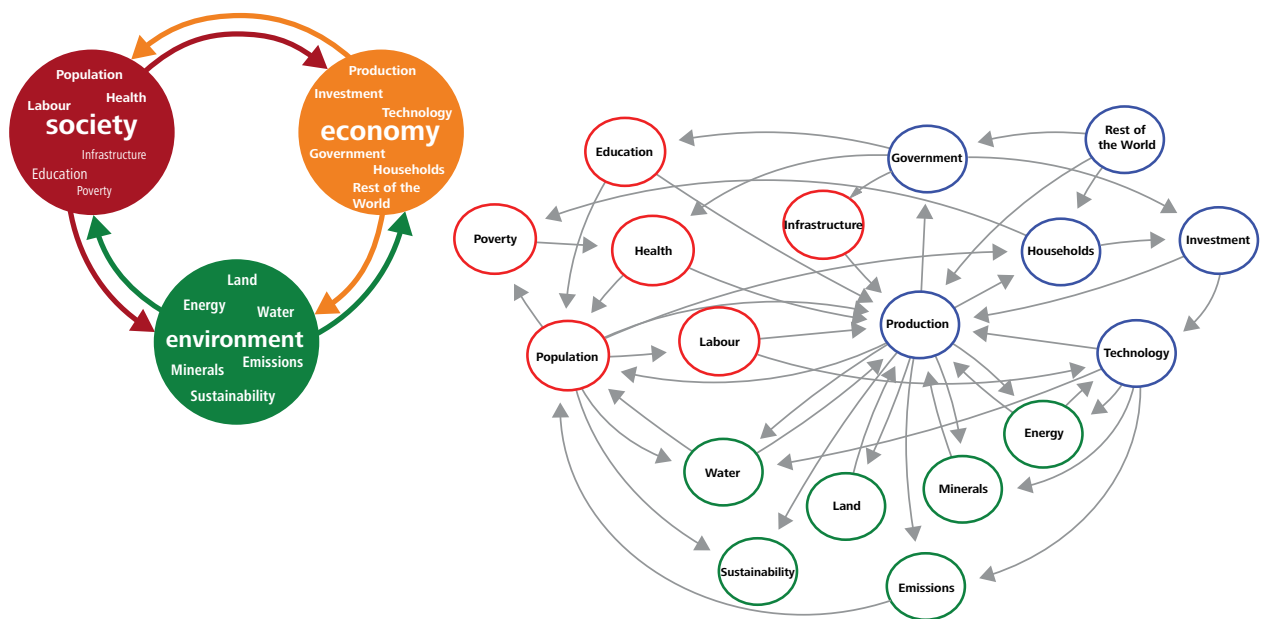 Population
Health
Labour
society
Infrastructure
Education
Poverty
Production
Investment
Technology
economy
Government
Households
Rest of the
World
Land
Energy
Water
environment
Emissions
Minerals
Sustainability
Education
Government
Rest of
the World
Poverty
Health
Infrastructure
Households
Investment
Production
Population
Labour
Technology
Energy
Water
Land
Minerals
Sustainability
Emissions